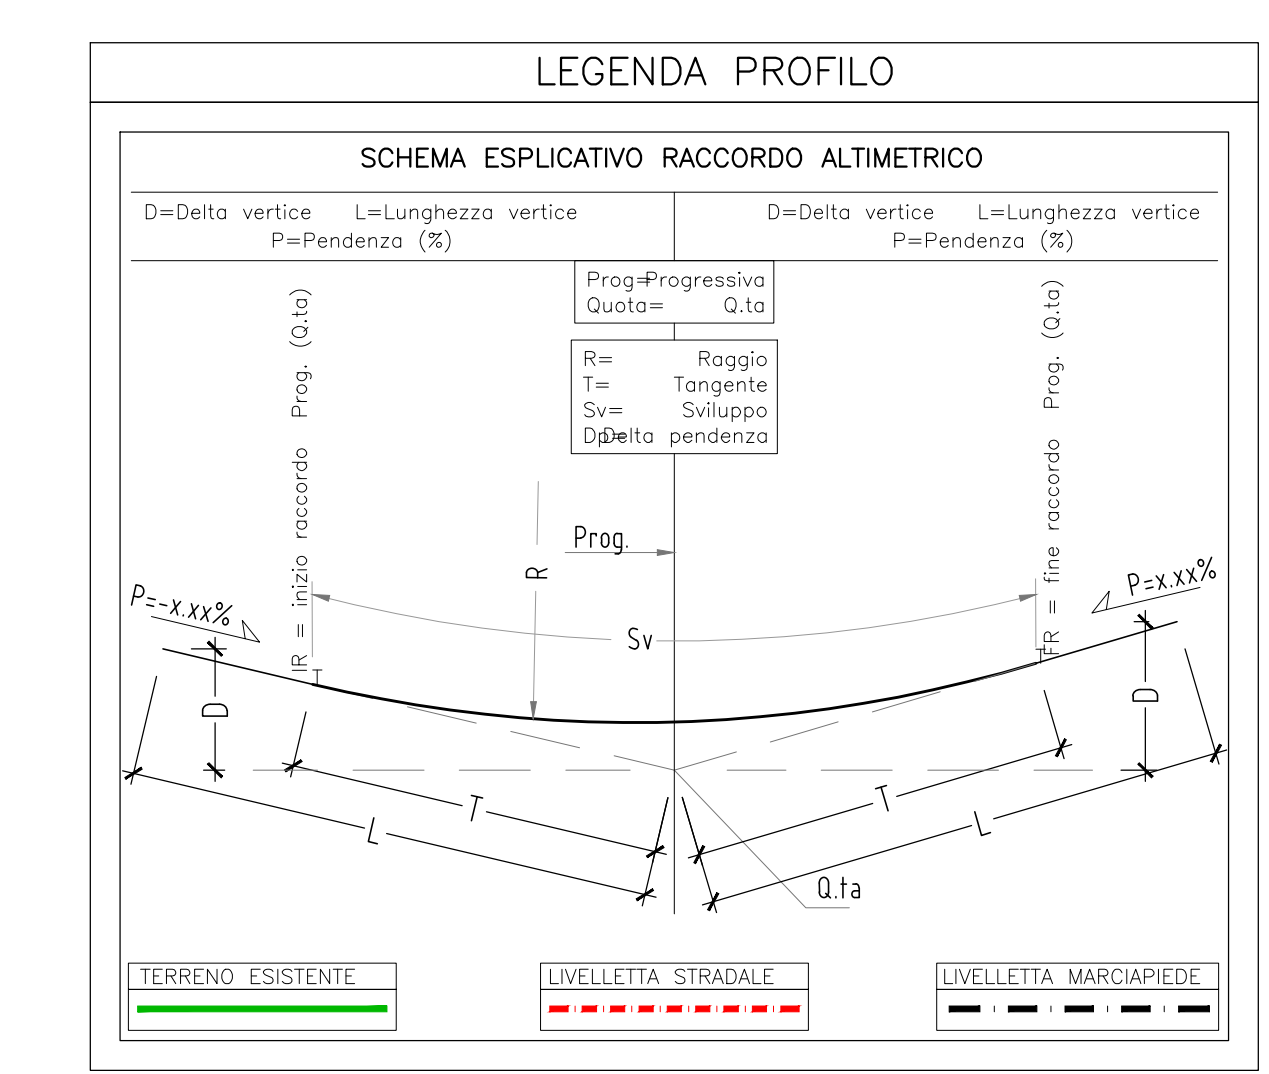 LEGENDA PROFILO
SCHEMA ESPLICATIVO RACCORDO ALTIMETRICO
D=Delta vertice L=Lunghezza vertice
P=Pendenza (%)
D=Delta vertice L=Lunghezza vertice
P=Pendenza (%)
Prog=Progressiva
Quota= Q.ta
R= Raggio
T= Tangente
Sv= Sviluppo
Dp=Delta pendenza
IR = inizio raccordo Prog. (Q.ta)
FR = fine raccordo Prog. (Q.ta)
Prog.
R
P=-x.xx%
P=x.xx%
Sv
T
T
D
D
T
T
L
L
Q.ta
TERRENO ESISTENTE
LIVELLETTA STRADALE
LIVELLETTA MARCIAPIEDE